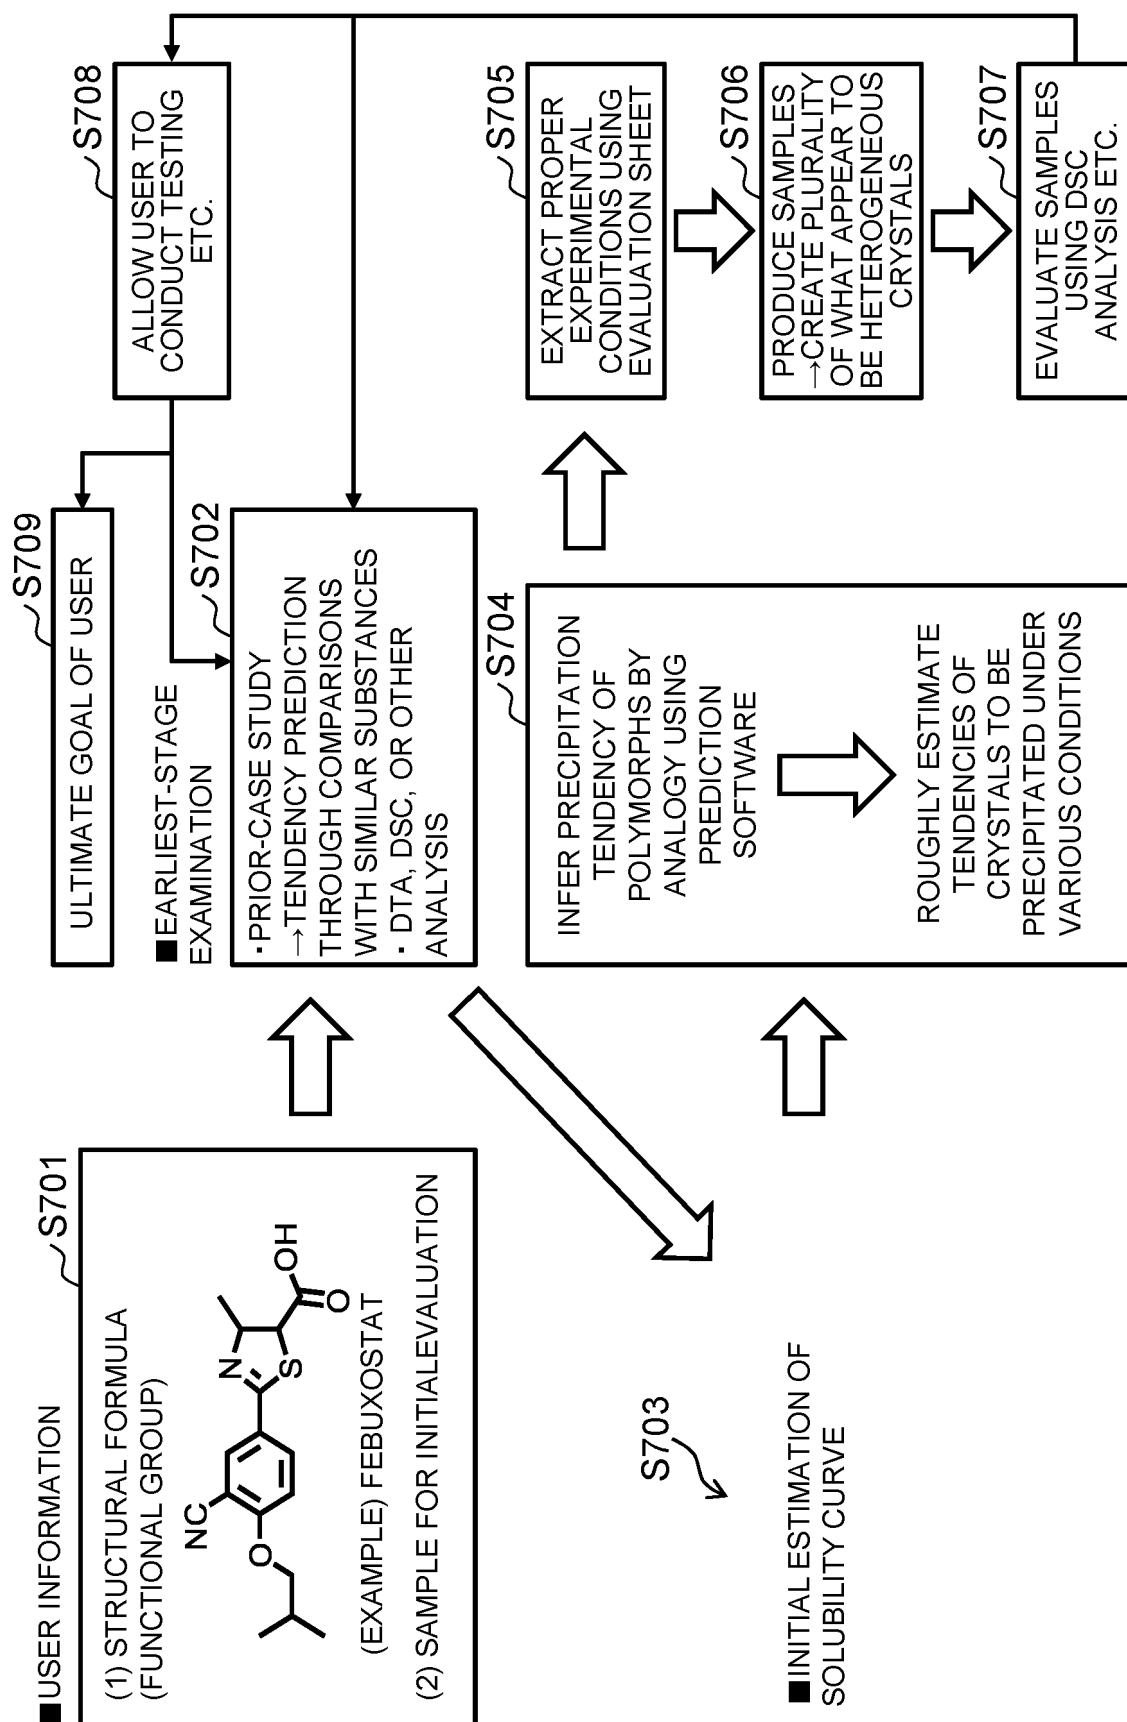 ■USER INFORMATION
S701
(1) STRUCTURAL FORMULA
(FUNCTIONAL GROUP)
NC
N
S
O
O
OH
(EXAMPLE) FEBUXOSTAT
(2) SAMPLE FOR INITIALEVALUATION
S709
ULTIMATE GOAL OF USER
■EARLIEST-STAGE
EXAMINATION
S702
・PRIOR-CASE STUDY
→TENDENCY PREDICTION
THROUGH COMPARISONS
WITH SIMILAR SUBSTANCES
・DTA, DSC, OR OTHER
ANALYSIS
S708
ALLOW USER TO
CONDUCT TESTING
ETC.
S703
■INITIAL ESTIMATION OF
SOLUBILITY CURVE
S704
INFER PRECIPITATION
TENDENCY OF
POLYMORPHS BY
ANALOGY USING
PREDICTION
SOFTWARE
ROUGHLY ESTIMATE
TENDENCIES OF
CRYSTALS TO BE
PRECIPITATED UNDER
VARIOUS CONDITIONS
S705
EXTRACT PROPER
EXPERIMENTAL
CONDITIONS USING
EVALUATION SHEET
S706
PRODUCE SAMPLES
→CREATE PLURALITY
OF WHAT APPEAR TO
BE HETEROGENEOUS
CRYSTALS
S707
EVALUATE SAMPLES
USING DSC
ANALYSIS ETC.